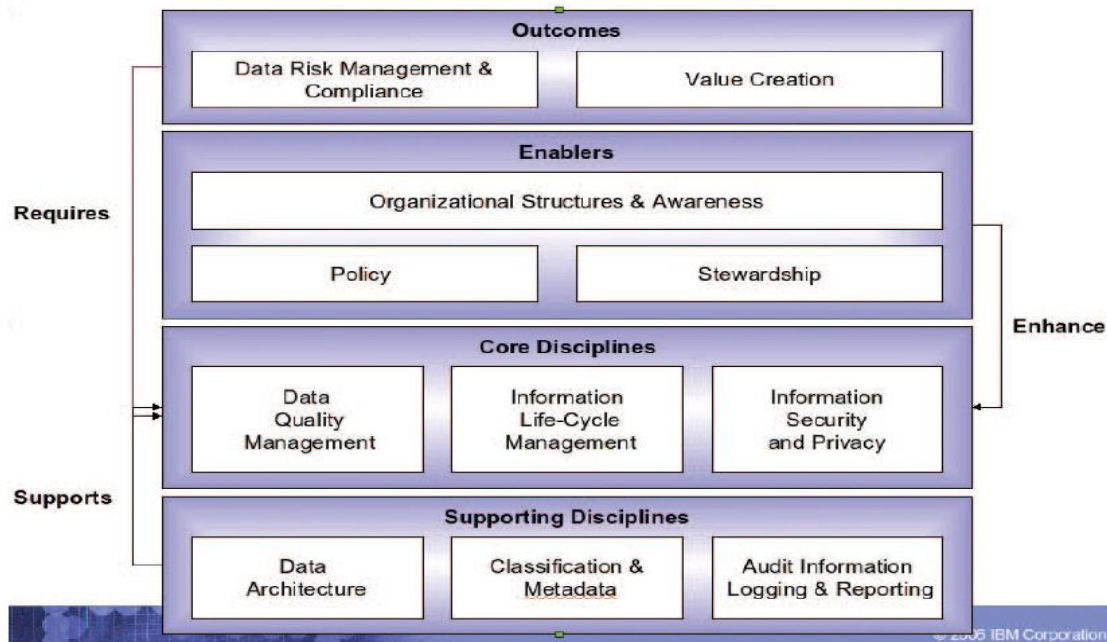 Outcomes
Data Risk Management &
Compliance
Value Creation
Enablers
Organizational Structures & Awareness
Requires
Policy
Stewardship
Enhance
Core Disciplines
Data
Quality
Management
Information
Life-Cycle
Management
Information
Security
and Privacy
Supports
Supporting Disciplines
Data
Architecture
Classification &
Metadata
Audit Information
Logging & Reporting
© 2006 IBM Corporation